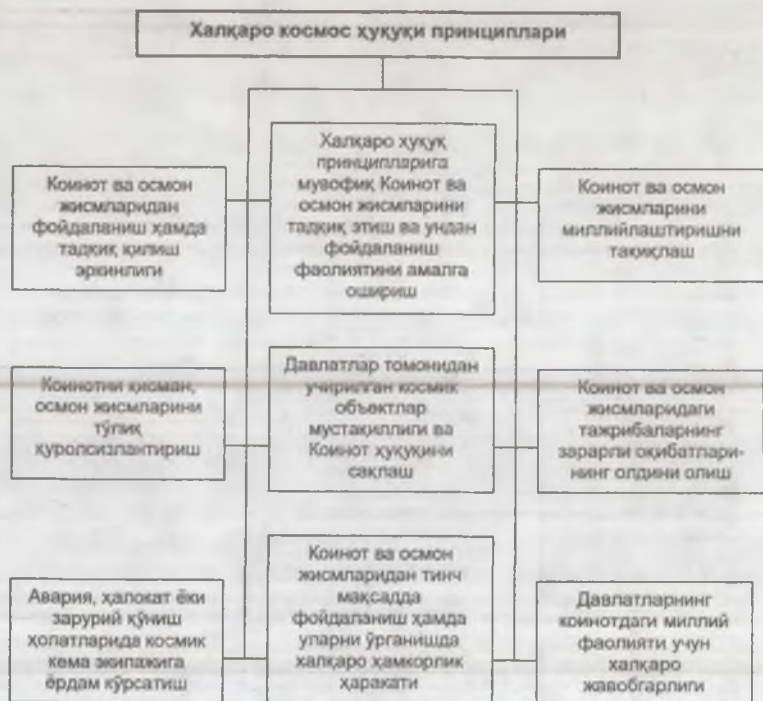 Халқаро космос ҳуқуқи принциплари
Коинот ва осмон
жисмларидан
фойдаланиш ҳамда
тадқиқ қилиш
эркинлиги
Халқаро ҳуқуқ
принципларига
мувофиқ Коинот ва
осмон жисмларини
тадқиқ этиш ва ундан
фойдаланиш
фаолиятини амалга
ошириш
Коинот ва осмон
жисмларини
миллийлаштиришни
тақиқлаш
Коинотни қисман,
осмон жисмларини
тўлиқ
қуролсизлантириш
Давлатлар томонидан
учирилган космик
объектлар
мустақиллиги ва
Коинот ҳуқуқини
сақлаш
Коинот ва осмон
жисмларидаги
тажрибаларнинг
зарарли оқибатлари-
нинг олдини олиш
Авария, ҳалокат ёки
зарурий қўниш
ҳолатларида космик
кема экипажига
ёрдам кўрсатиш
Коинот ва осмон
жисмларидан тинч
мақсадда
фойдаланиш ҳамда
уларни ўрганишда
халқаро ҳамкорлик
ҳаракати
Давлатларнинг
коинотдаги миллий
фаолияти учун
халқаро
жавобгарлиги